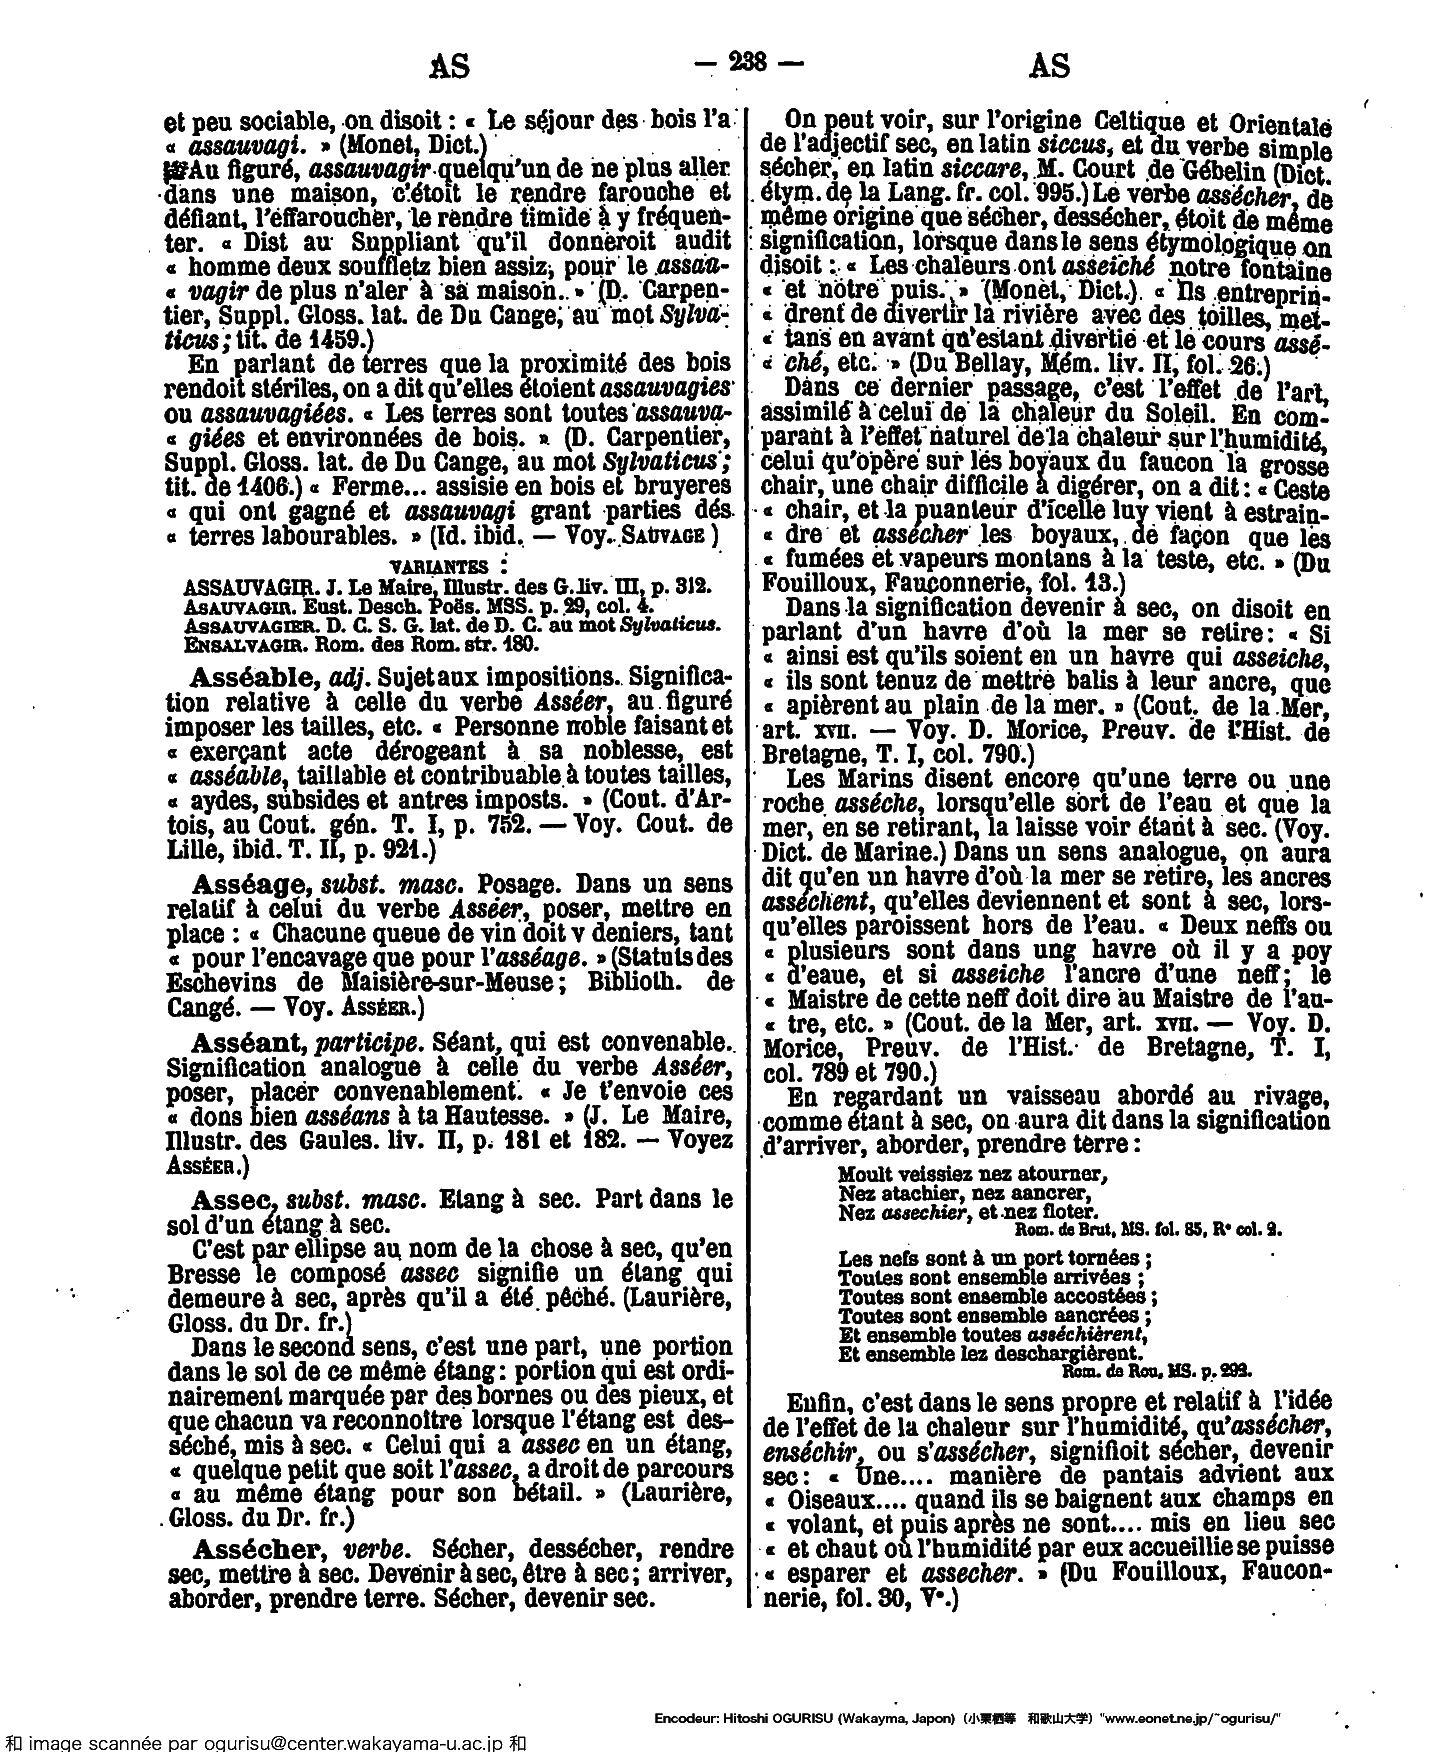 AS — 238 — AS
et peu sociable, on disoit : « Le séjour des bois l'a
« assauvagi. » (Monet, Dict.)
Au figuré, assauvagir quelqu'un de ne plus aller
dans une maison, c'étoit le rendre farouche et
défiant, l'effaroucher, le rendre timide à y fréquen-
ter. « Dist au Suppliant qu'il donneroit audit
« homme deux souffletz bien assiz, pour le assau-
« vagir de plus n'aler à sa maison. » (D. Carpen-
tier, Suppl. Gloss. lat. de Du Cange, au mot Sylva-
ticus; tit. de 1459.)
En parlant de terres que la proximité des bois
rendoit stériles, on a dit qu'elles étoient assauvagies
ou assauvagiées. « Les terres sont toutes assauva-
« giées et environnées de bois. » (D. Carpentier,
Suppl. Gloss. lat. de Du Cange, au mot Sylvaticus;
tit. de 1406.) « Ferme... assisie en bois et bruyeres
« qui ont gagné et assauvagi grant parties dés
« terres labourables. » (Id. ibid. — Voy. SAUVAGE )
VARIANTES :
ASSAUVAGIR. J. Le Maire, Illustr. des G. liv. III, p. 312.
ASAUVAGIR. Eust. Desch. Poës. MSS. p. 29, col. 4.
ASSAUVAGIER. D. C. S. G. lat. de D. C. au mot Sylvaticus.
ENSALVAGIR. Rom. des Rom. str. 180.
Asséable, adj. Sujet aux impositions. Significa-
tion relative à celle du verbe Asséer, au figuré
imposer les tailles, etc. « Personne noble faisant et
« exerçant acte dérogeant à sa noblesse, est
« asséable, taillable et contribuable à toutes tailles,
« aydes, subsides et antres imposts. » (Cout. d'Ar-
tois, au Cout. gén. T. I, p. 752. — Voy. Cout. de
Lille, ibid. T. II, p. 921.)
Asséage, subst. masc. Posage. Dans un sens
relatif à celui du verbe Asséer, poser, mettre en
place : « Chacune queue de vin doit v deniers, tant
« pour l'encavage que pour l'asséage. » (Statuts des
Eschevins de Maisière-sur-Meuse; Biblioth. de
Cangé. — Voy. ASSÉER.)
Asséant, participe. Séant, qui est convenable.
Signification analogue à celle du verbe Asséer,
poser, placer convenablement. « Je t'envoie ces
« dons bien asséans à ta Hautesse. » (J. Le Maire,
Illustr. des Gaules. liv. II, p. 181 et 182. — Voyez
ASSÉER.)
Assec, subst. masc. Etang à sec. Part dans le
sol d'un étang à sec.
C'est par ellipse au nom de la chose à sec, qu'en
Bresse le composé assec signifie un étang qui
demeure à sec, après qu'il a été pêché. (Laurière,
Gloss. du Dr. fr.)
Dans le second sens, c'est une part, une portion
dans le sol de ce même étang : portion qui est ordi-
nairement marquée par des bornes ou des pieux, et
que chacun va reconnoître lorsque l'étang est des-
séché, mis à sec. « Celui qui a assec en un étang,
« quelque petit que soit l'assec, a droit de parcours
« au même étang pour son bétail. » (Laurière,
Gloss. du Dr. fr.)
Assécher, verbe. Sécher, dessécher, rendre
sec, mettre à sec. Devenir à sec, être à sec; arriver,
aborder, prendre terre. Sécher, devenir sec.
On peut voir, sur l'origine Celtique et Orientale
de l'adjectif sec, en latin siccus, et du verbe simple
sécher, en latin siccare, M. Court de Gébelin (Dict.
étym. de la Lang. fr. col. 995.) Le verbe assécher, de
même origine que sécher, dessécher, étoit de même
signification, lorsque dans le sens étymologique on
disoit : « Les chaleurs ont asseiché notre fontaine
« et nôtre puis. » (Monet, Dict.) « Ils entreprin-
« drent de divertir la rivière avec des toilles, met-
« tans en avant qu'estant divertie et le cours assé-
« ché, etc. » (Du Bellay, Mém. liv. II, fol. 26.)
Dans ce dernier passage, c'est l'effet de l'art,
assimilé à celui de la chaleur du Soleil. En com-
parant à l'effet naturel de la chaleur sur l'humidité,
celui qu'opère sur les boyaux du faucon la grosse
chair, une chair difficile à digérer, on a dit : « Ceste
« chair, et la puanteur d'icelle luy vient à estrain-
« dre et assécher les boyaux, de façon que les
« fumées et vapeurs montans à la teste, etc. » (Du
Fouilloux, Fauconnerie, fol. 13.)
Dans la signification devenir à sec, on disoit en
parlant d'un havre d'où la mer se retire : « Si
« ainsi est qu'ils soient en un havre qui asseiche,
« ils sont tenuz de mettre balis à leur ancre, que
« apièrent au plain de la mer. » (Cout. de la Mer,
art. XVII. — Voy. D. Morice, Preuv. de l'Hist. de
Bretagne, T. I, col. 790.)
Les Marins disent encore qu'une terre ou une
roche asséche, lorsqu'elle sort de l'eau et que la
mer, en se retirant, la laisse voir étant à sec. (Voy.
Dict. de Marine.) Dans un sens analogue, on aura
dit qu'en un havre d'où la mer se retire, les ancres
assèchent, qu'elles deviennent et sont à sec, lors-
qu'elles paroissent hors de l'eau. « Deux neffs ou
« plusieurs sont dans ung havre où il y a poy
« d'eaue, et si asseiche l'ancre d'une neff; le
« Maistre de cette neff doit dire au Maistre de l'au-
« tre, etc. » (Cout. de la Mer, art. XVII. — Voy. D.
Morice, Preuv. de l'Hist. de Bretagne, T. I,
col. 789 et 790.)
En regardant un vaisseau abordé au rivage,
comme étant à sec, on aura dit dans la signification
d'arriver, aborder, prendre terre :
Moult veissiez nez atourner,
Nez atachier, nez aancrer,
Nez assechier, et nez floter.
Rom. de Brut, MS. fol. 85, R° col. 2.
Les nefs sont à un port tornées ;
Toutes sont ensemble arrivées ;
Toutes sont ensemble accostées ;
Toutes sont ensemble aancrées ;
Et ensemble toutes asséchièrent,
Et ensemble lez deschargièrent.
Rom. de Rou, MS. p. 292.
Enfin, c'est dans le sens propre et relatif à l'idée
de l'effet de la chaleur sur l'humidité, qu'assécher,
enséchir, ou s'assécher, signifioit sécher, devenir
sec : « Une.... manière de pantais advient aux
« Oiseaux.... quand ils se baignent aux champs en
« volant, et puis après ne sont.... mis en lieu sec
« et chaut où l'humidité par eux accueillie se puisse
« esparer et assecher. » (Du Fouilloux, Faucon-
nerie, fol. 30, V°.)
Encodeur: Hitoshi OGURISU (Wakayma, Japon) (小栗栖等 和歌山大学) "www.eonet.ne.jp/~ogurisu/"
和 image scannée par ogurisu@center.wakayama-u.ac.jp 和